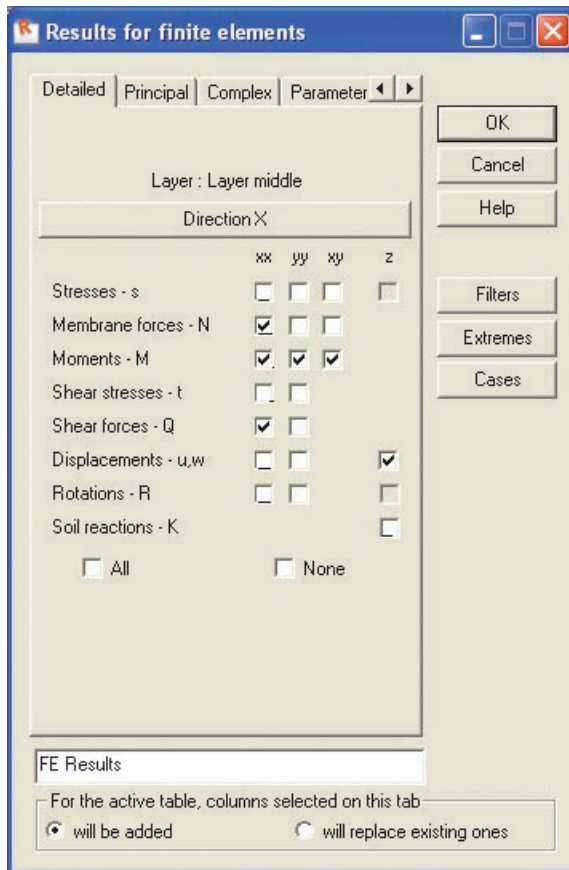 Results for finite elements
Detailed Principal Complex Parameter
OK
Cancel
Layer : Layer middle
Help
Direction X
xx yy xy z
Stresses - s
Filters
Membrane forces - N
Extremes
Moments - M
Cases
Shear stresses - t
Shear forces - Q
Displacements - u,w
Rotations - R
Soil reactions - K
All None
FE Results
For the active table, columns selected on this tab
will be added will replace existing ones